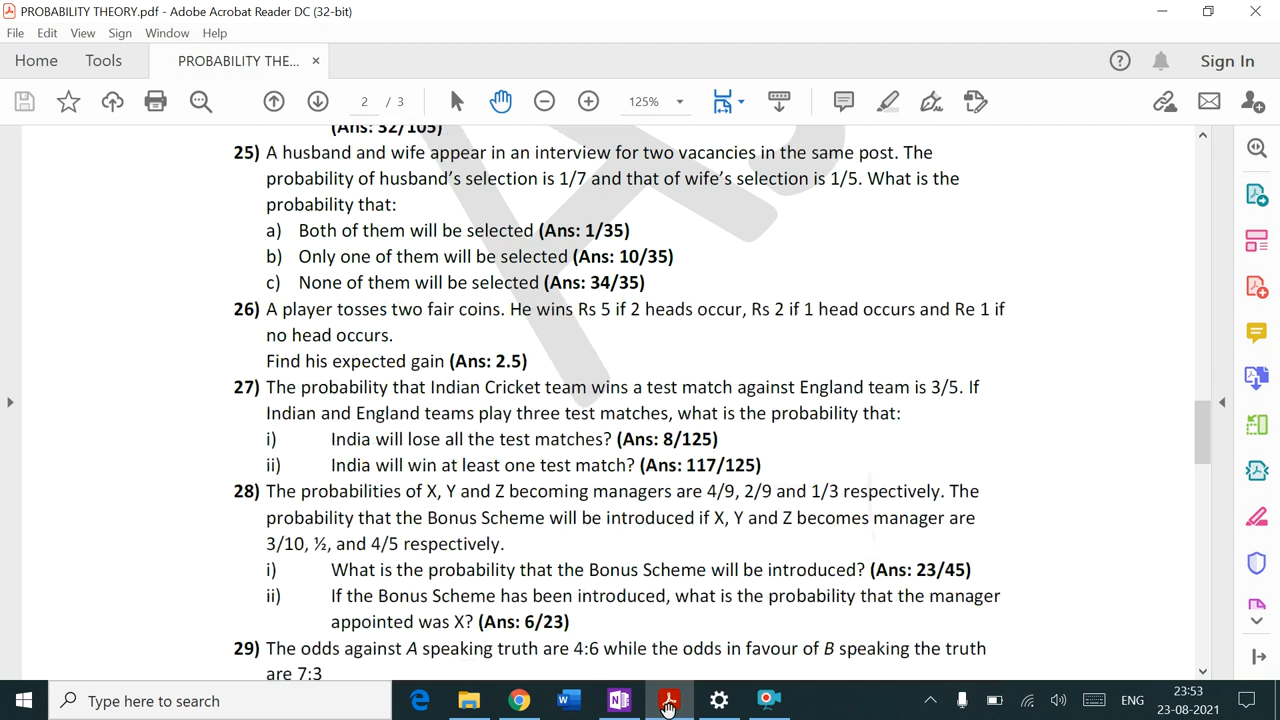 PROBABILITY THEORY.pdf - Adobe Acrobat Reader DC (32-bit)
File Edit View Sign Window Help
Home Tools PROBABILITY THE... × Sign In
2 / 3 125%
(Ans: 32/105)
25) A husband and wife appear in an interview for two vacancies in the same post. The
probability of husband's selection is 1/7 and that of wife's selection is 1/5. What is the
probability that:
a) Both of them will be selected (Ans: 1/35)
b) Only one of them will be selected (Ans: 10/35)
c) None of them will be selected (Ans: 34/35)
26) A player tosses two fair coins. He wins Rs 5 if 2 heads occur, Rs 2 if 1 head occurs and Re 1 if
no head occurs.
Find his expected gain (Ans: 2.5)
27) The probability that Indian Cricket team wins a test match against England team is 3/5. If
Indian and England teams play three test matches, what is the probability that:
i) India will lose all the test matches? (Ans: 8/125)
ii) India will win at least one test match? (Ans: 117/125)
28) The probabilities of X, Y and Z becoming managers are 4/9, 2/9 and 1/3 respectively. The
probability that the Bonus Scheme will be introduced if X, Y and Z becomes manager are
3/10, ½, and 4/5 respectively.
i) What is the probability that the Bonus Scheme will be introduced? (Ans: 23/45)
ii) If the Bonus Scheme has been introduced, what is the probability that the manager
appointed was X? (Ans: 6/23)
29) The odds against A speaking truth are 4:6 while the odds in favour of B speaking the truth
are 7:3
Type here to search
ENG
23:53
23-08-2021